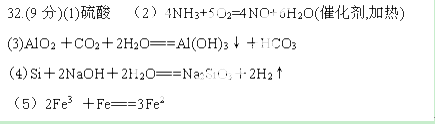 32.(9分)(1)硫酸 (2)4NH3+5O2=4NO+6H2O(催化剂,加热)
(3)AlO2 +CO2+2H2O===Al(OH)3↓+HCO3
(4)Si+2NaOH+2H2O===Na2SiO3+2H2↑
(5)2Fe3 +Fe===3Fe2